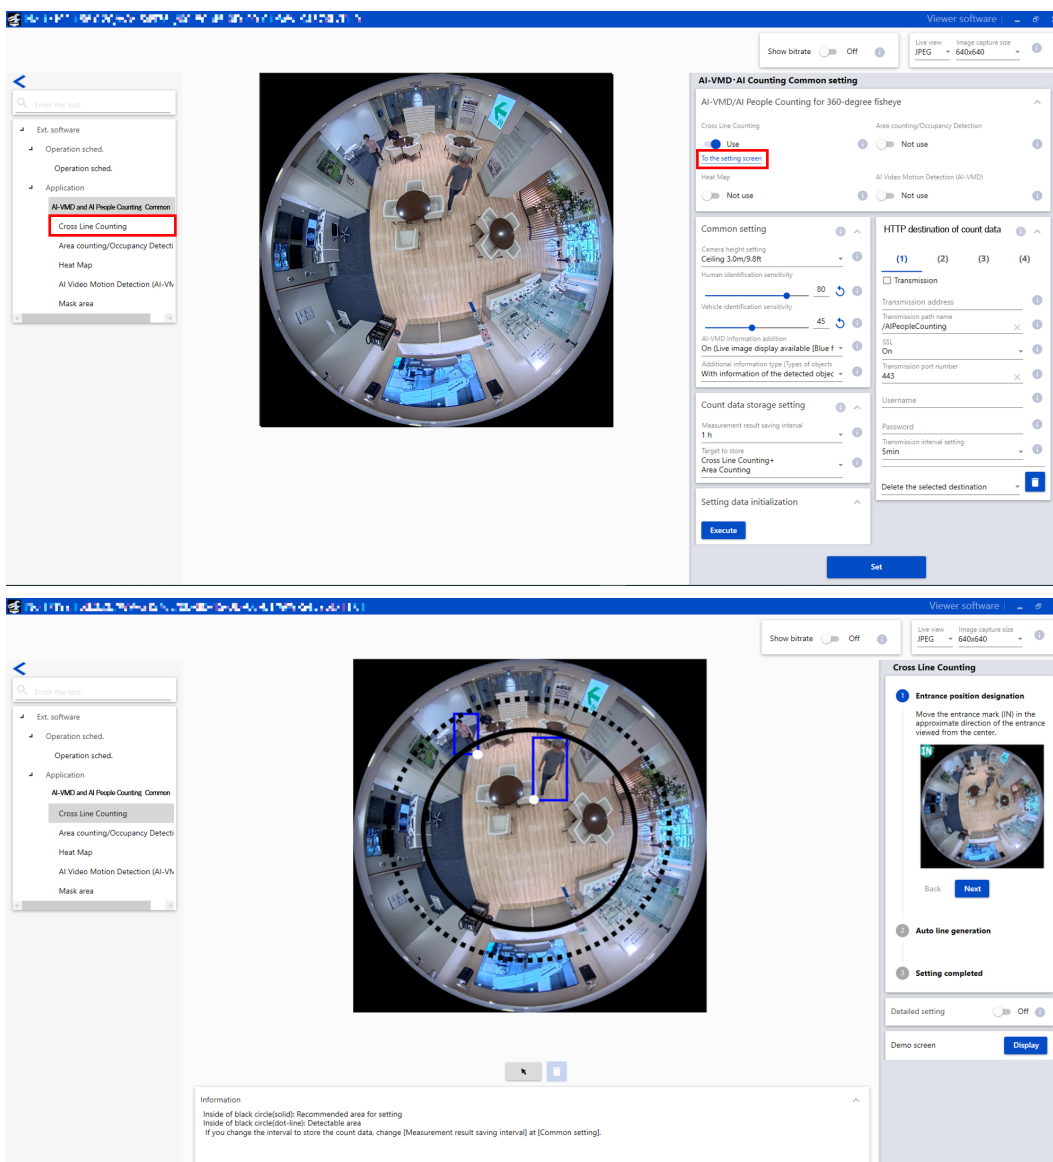 Viewer software
Show bitrate
Off
Live view
JPEG
Image capture size
640x640
Enter the text.
Ext. software
Operation sched.
Operation sched.
Application
AI-VMD and AI People Counting Common
Cross Line Counting
Area counting/Occupancy Detecti
Heat Map
AI Video Motion Detection (AI-VM
Mask area
AI-VMD･AI Counting Common setting
AI-VMD/AI People Counting for 360-degree fisheye
Cross Line Counting
Use
To the setting screen
Area counting/Occupancy Detection
Not use
Heat Map
Not use
AI Video Motion Detection (AI-VMD)
Not use
Common setting
Camera height setting
Ceiling 3.0m/9.8ft
Human identification sensitivity
80
Vehicle identification sensitivity
45
AI-VMD Information addition
On (Live image display available [Blue f
Additional information type (Types of objects
With information of the detected objec
Count data storage setting
Measurement result saving interval
1 h
Target to store
Cross Line Counting+
Area Counting
Setting data initialization
Execute
HTTP destination of count data
(1) (2) (3) (4)
Transmission
Transmission address
Transmission path name
/AIPeopleCounting
SSL
On
Transmission port number
443
Username
Password
Transmission interval setting
5min
Delete the selected destination
Set
Viewer software
Show bitrate
Off
Live view
JPEG
Image capture size
640x640
Enter the text.
Ext. software
Operation sched.
Operation sched.
Application
AI-VMD and AI People Counting Common
Cross Line Counting
Area counting/Occupancy Detecti
Heat Map
AI Video Motion Detection (AI-VM
Mask area
Cross Line Counting
1 Entrance position designation
Move the entrance mark (IN) in the
approximate direction of the entrance
viewed from the center.
IN
Back
Next
2 Auto line generation
3 Setting completed
Detailed setting
Off
Demo screen
Display
Information
Inside of black circle(solid): Recommended area for setting
Inside of black circle(dot-line): Detectable area
If you change the interval to store the count data, change [Measurement result saving interval] at [Common setting].